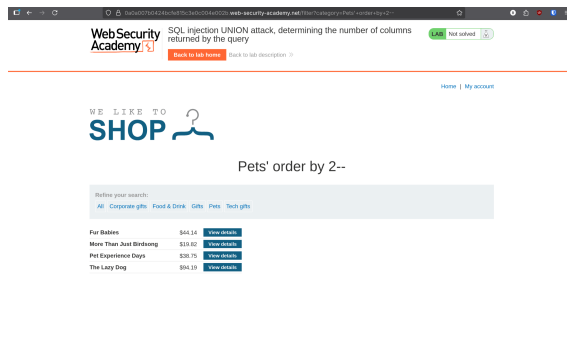 web-security-academy.net/filter?category=Pets'+order+by+2--
Web Security
Academy
SQL injection UNION attack, determining the number of columns
returned by the query
LAB Not solved
Back to lab home Back to lab description
Home | My account
WE LIKE TO
SHOP
Pets' order by 2--
Refine your search:
All Corporate gifts Food & Drink Gifts Pets Tech gifts
Fur Babies $44.14 View details
More Than Just Birdsong $19.82 View details
Pet Experience Days $38.75 View details
The Lazy Dog $94.19 View details